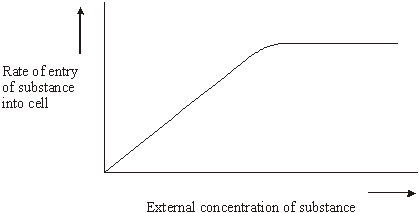 Rate of entry
of substance
into cell
External concentration of substance